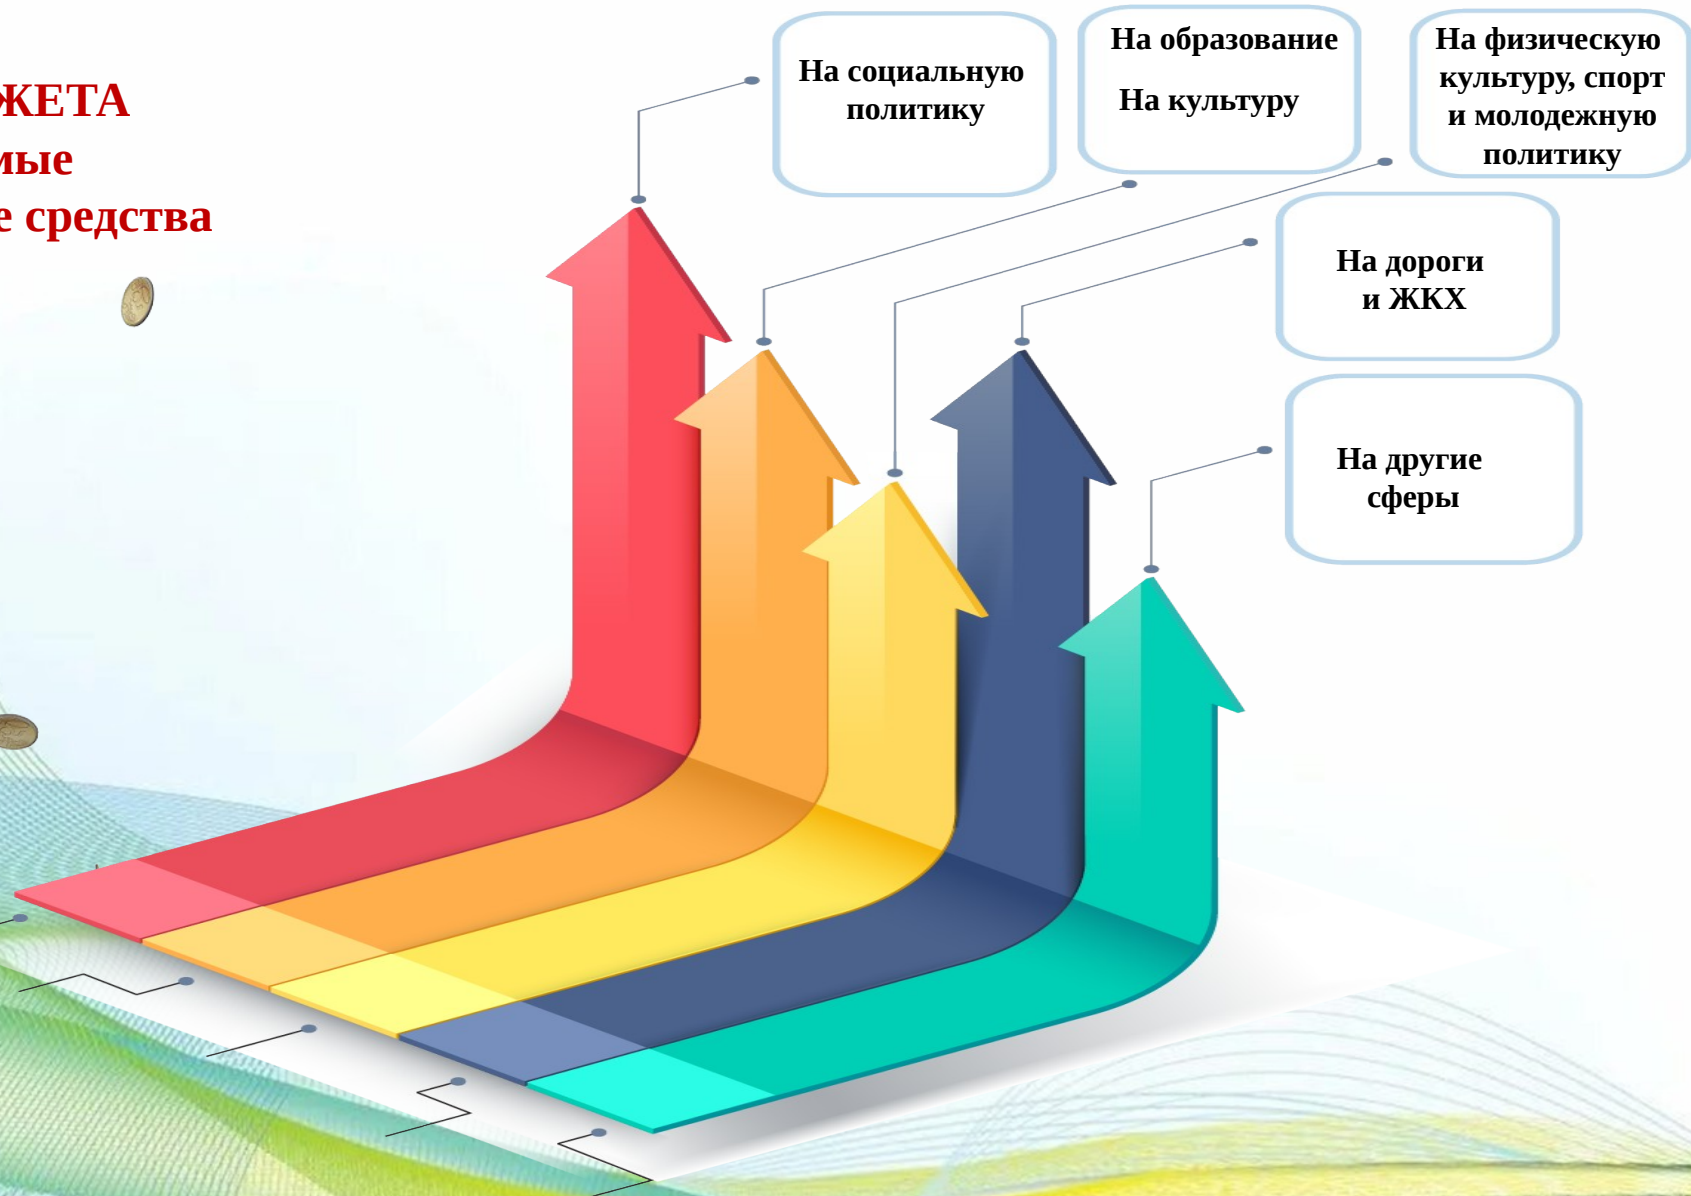 ЖЕТА
мые
е средства
На социальную
политику
На образование
На культуру
На физическую
культуру, спорт
и молодежную
политику
На дороги
и ЖКХ
На другие
сферы